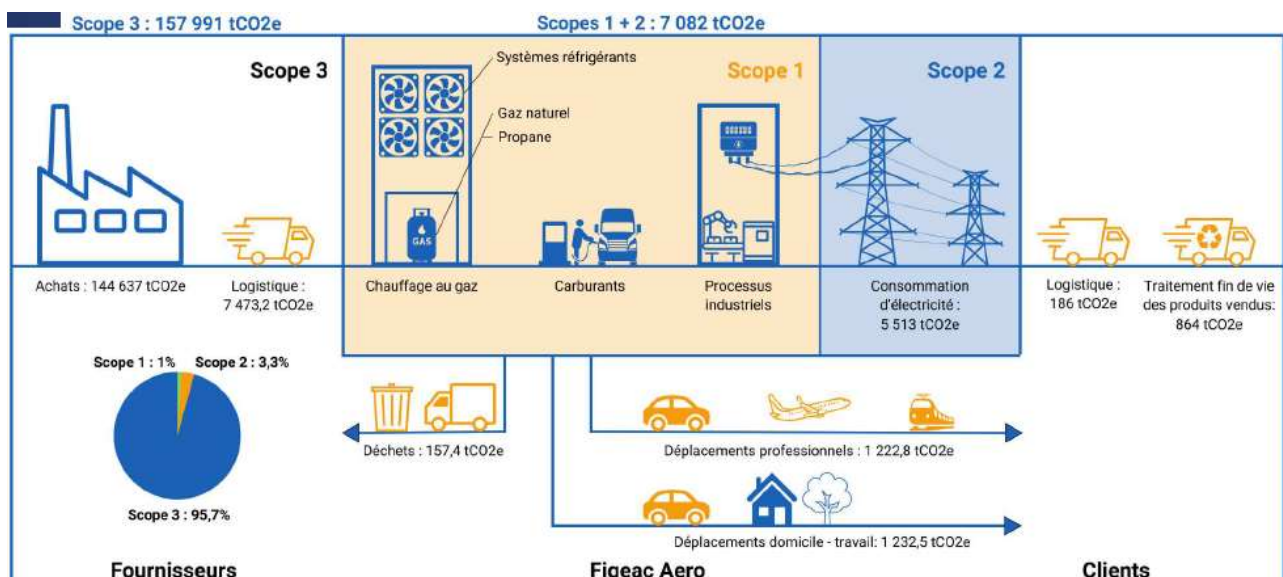 Scope 3 : 157 991 tCO2e
Scopes 1 + 2 : 7 082 tCO2e
Scope 3
Systèmes réfrigérants
Scope 1
Scope 2
Gaz naturel
Propane
GAS
Achats : 144 637 tCO2e
Logistique :
7 473,2 tCO2e
Chauffage au gaz
Carburants
Processus
industriels
Consommation
d'électricité :
5 513 tCO2e
Logistique :
186 tCO2e
Traitement fin de vie
des produits vendus:
864 tCO2e
Scope 1 : 1%
Scope 2 : 3,3%
Scope 3 : 95,7%
Déchets : 157,4 tCO2e
Déplacements professionnels : 1 222,8 tCO2e
Déplacements domicile - travail: 1 232,5 tCO2e
Fournisseurs
Figeac Aero
Clients